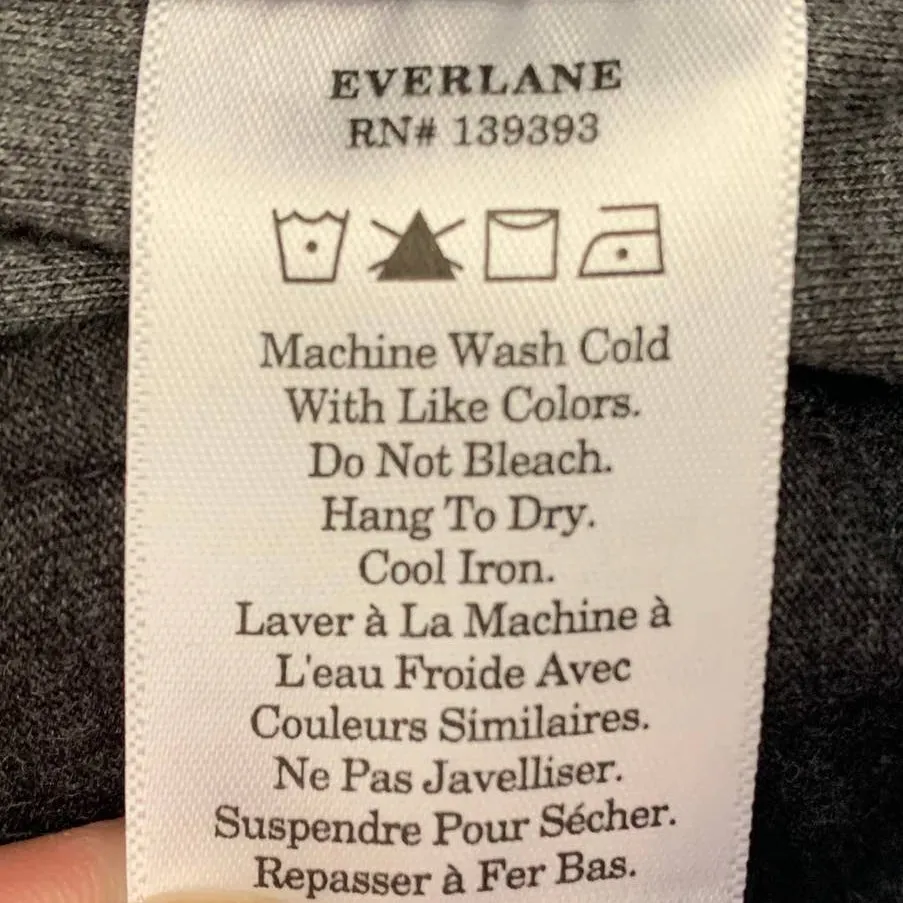 EVERLANE
RN# 139393
Machine Wash Cold
With Like Colors.
Do Not Bleach.
Hang To Dry.
Cool Iron.
Laver à La Machine à
L'eau Froide Avec
Couleurs Similaires.
Ne Pas Javelliser.
Suspendre Pour Sécher.
Repasser à Fer Bas.